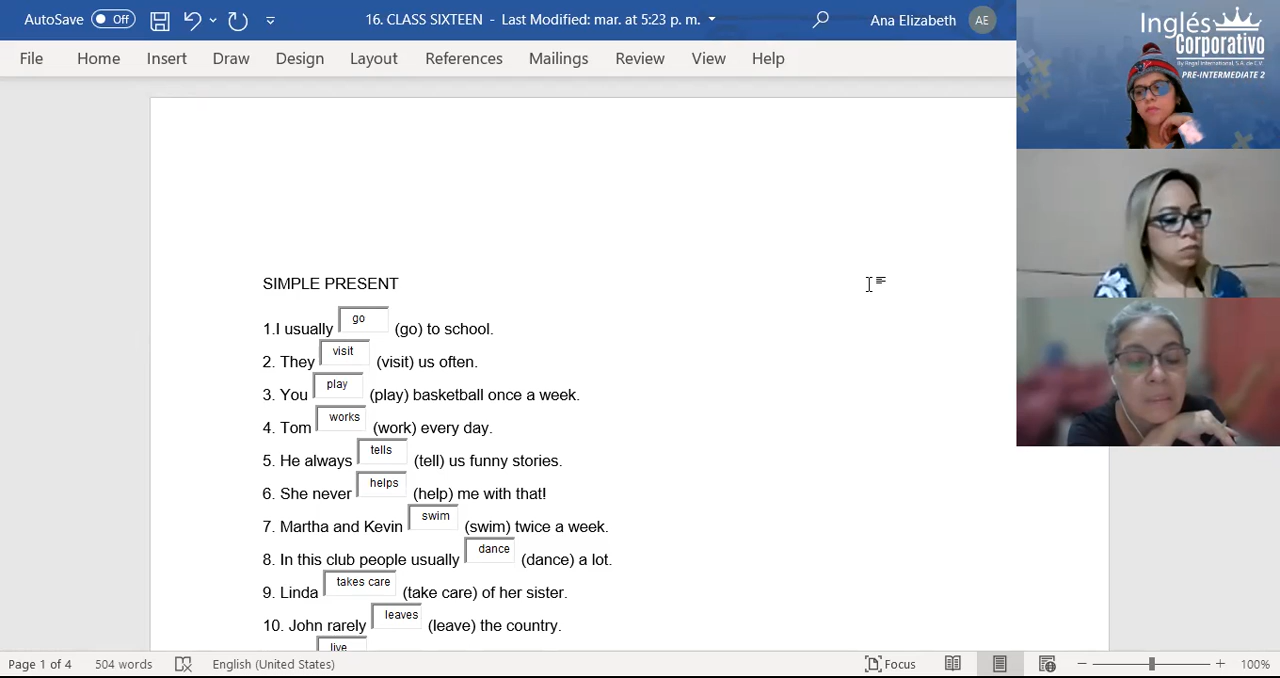 AutoSave Off 16. CLASS SIXTEEN - Last Modified: mar. at 5:23 p. m. Ana Elizabeth AE
File Home Insert Draw Design Layout References Mailings Review View Help
Inglés
Corporativo
By Regal International, S.A. de C.V.
PRE-INTERMEDIATE 2
SIMPLE PRESENT
1.I usually go (go) to school.
2. They visit (visit) us often.
3. You play (play) basketball once a week.
4. Tom works (work) every day.
5. He always tells (tell) us funny stories.
6. She never helps (help) me with that!
7. Martha and Kevin swim (swim) twice a week.
8. In this club people usually dance (dance) a lot.
9. Linda takes care (take care) of her sister.
10. John rarely leaves (leave) the country.
live
Page 1 of 4 504 words English (United States) Focus 100%